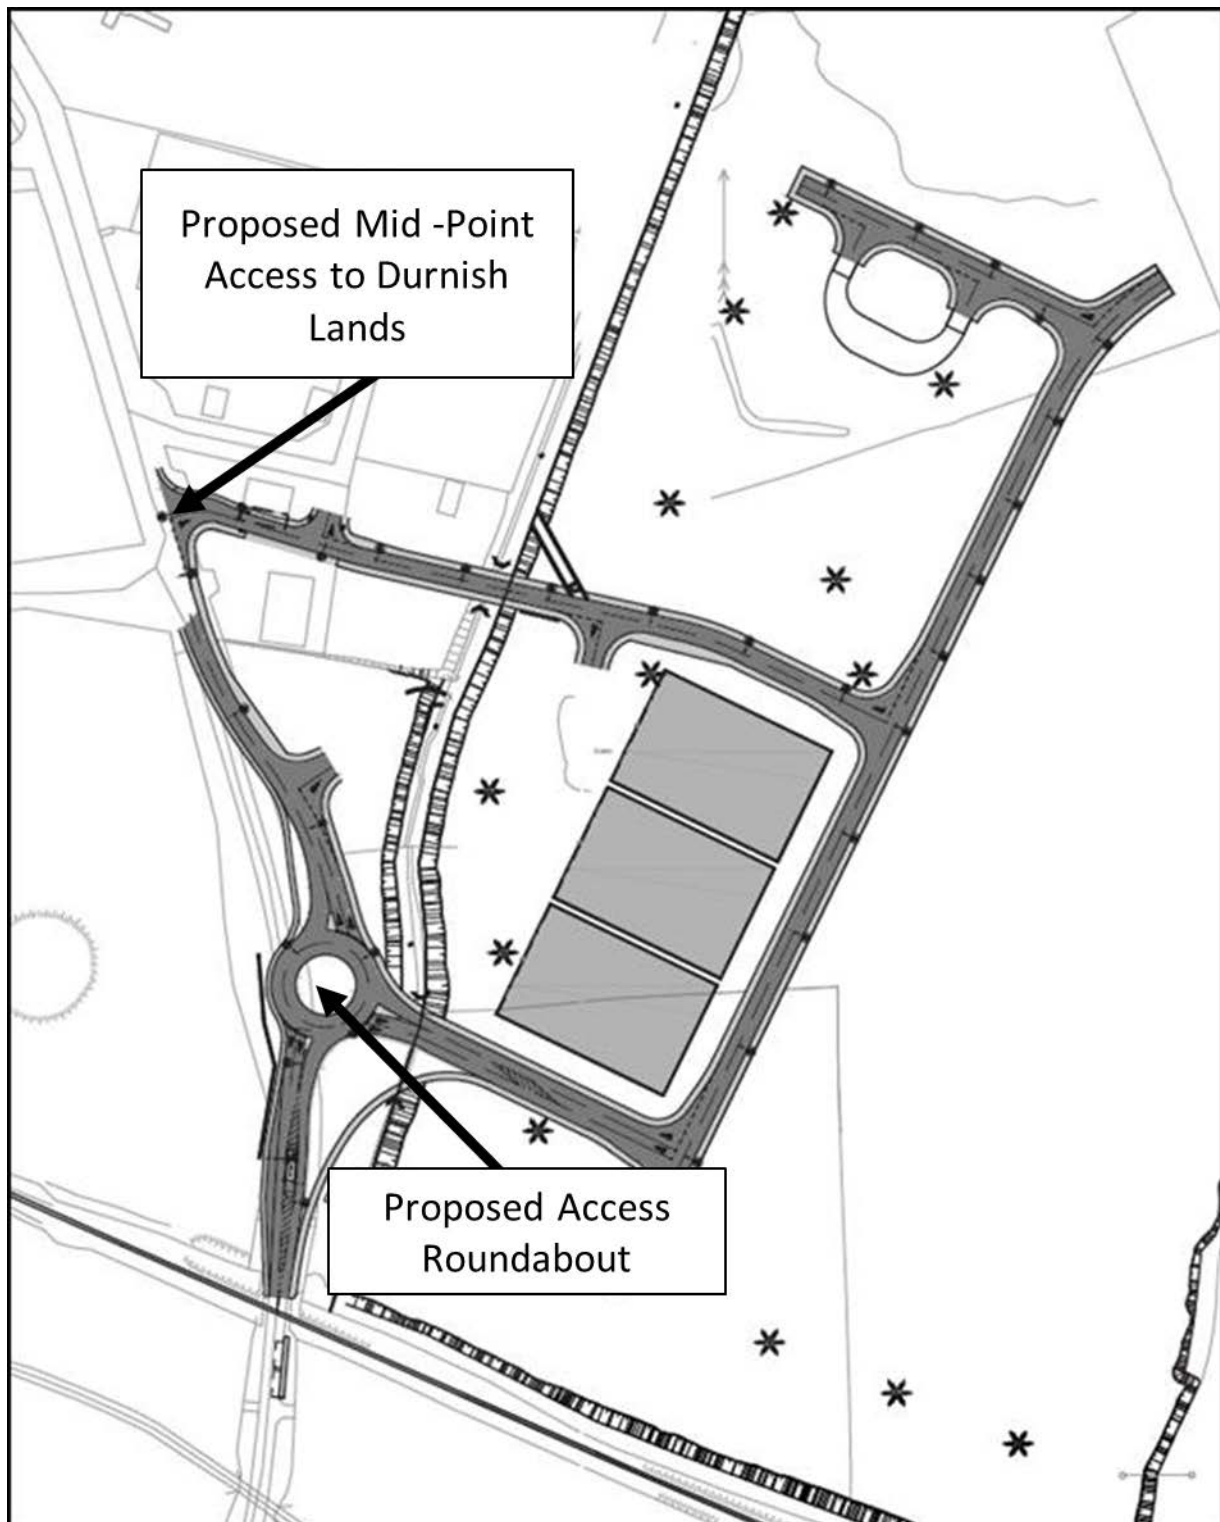 Proposed Mid -Point
Access to Durnish
Lands
Proposed Access
Roundabout